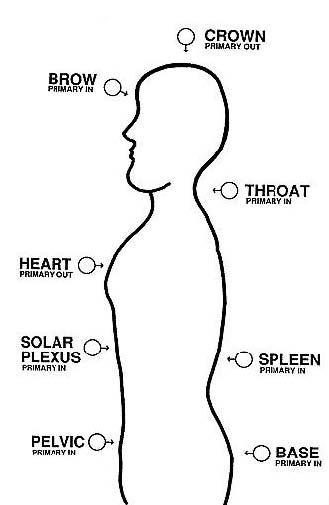 CROWN
PRIMARY OUT
BROW
PRIMARY IN
THROAT
PRIMARY IN
HEART
PRIMARY OUT
SOLAR
PLEXUS
PRIMARY IN
SPLEEN
PRIMARY IN
PELVIC
PRIMARY IN
BASE
PRIMARY IN